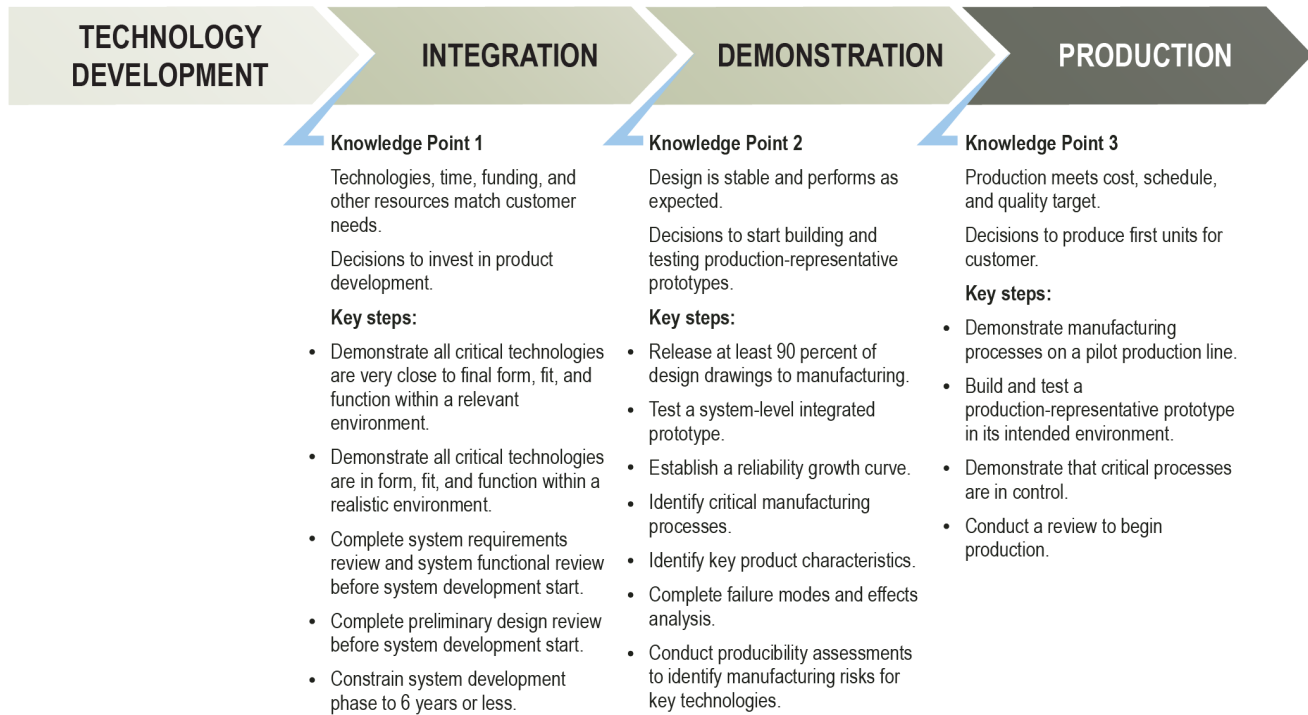 TECHNOLOGY
DEVELOPMENT
INTEGRATION
DEMONSTRATION
PRODUCTION
Knowledge Point 1
Technologies, time, funding, and
other resources match customer
needs.
Decisions to invest in product
development.
Key steps:
• Demonstrate all critical technologies
are very close to final form, fit, and
function within a relevant
environment.
• Demonstrate all critical technologies
are in form, fit, and function within a
realistic environment.
• Complete system requirements
review and system functional review
before system development start.
• Complete preliminary design review
before system development start.
• Constrain system development
phase to 6 years or less.
Knowledge Point 2
Design is stable and performs as
expected.
Decisions to start building and
testing production-representative
prototypes.
Key steps:
• Release at least 90 percent of
design drawings to manufacturing.
• Test a system-level integrated
prototype.
• Establish a reliability growth curve.
• Identify critical manufacturing
processes.
• Identify key product characteristics.
• Complete failure modes and effects
analysis.
• Conduct producibility assessments
to identify manufacturing risks for
key technologies.
Knowledge Point 3
Production meets cost, schedule,
and quality target.
Decisions to produce first units for
customer.
Key steps:
• Demonstrate manufacturing
processes on a pilot production line.
• Build and test a
production-representative prototype
in its intended environment.
• Demonstrate that critical processes
are in control.
• Conduct a review to begin
production.